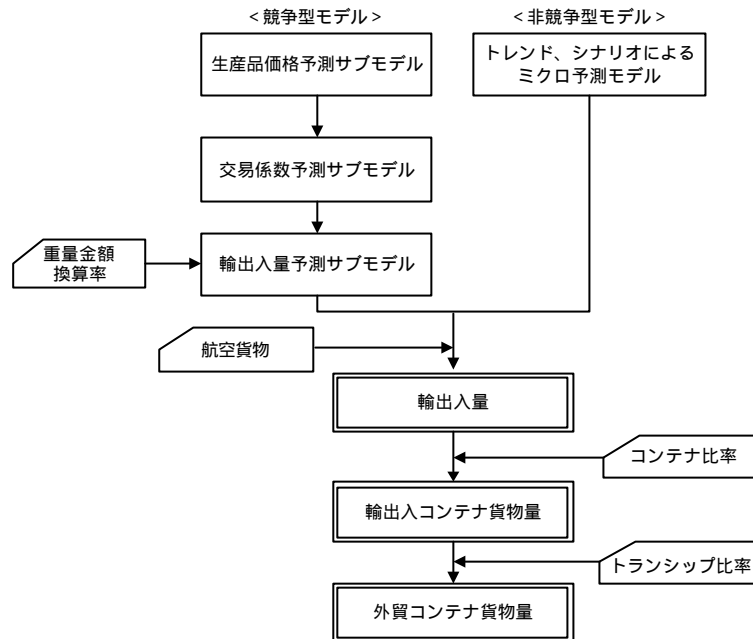 ＜競争型モデル＞
＜非競争型モデル＞
生産品価格予測サブモデル
トレンド、シナリオによる
ミクロ予測モデル
交易係数予測サブモデル
重量金額
換算率
輸出入量予測サブモデル
航空貨物
輸出入量
コンテナ比率
輸出入コンテナ貨物量
トランシップ比率
外貿コンテナ貨物量